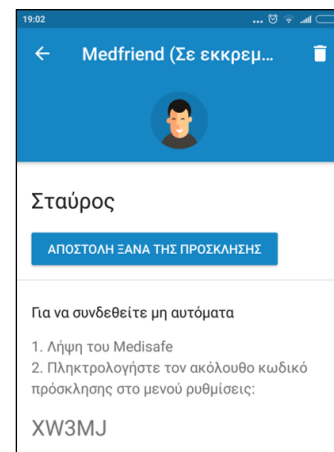 19:02
Medfriend (Σε εκκρεμ...
Σταύρος
ΑΠΟΣΤΟΛΗ ΞΑΝΑ ΤΗΣ ΠΡΟΣΚΛΗΣΗΣ
Για να συνδεθείτε μη αυτόματα
1. Λήψη του Medisafe
2. Πληκτρολογήστε τον ακόλουθο κωδικό
πρόσκλησης στο μενού ρυθμίσεις:
XW3MJ